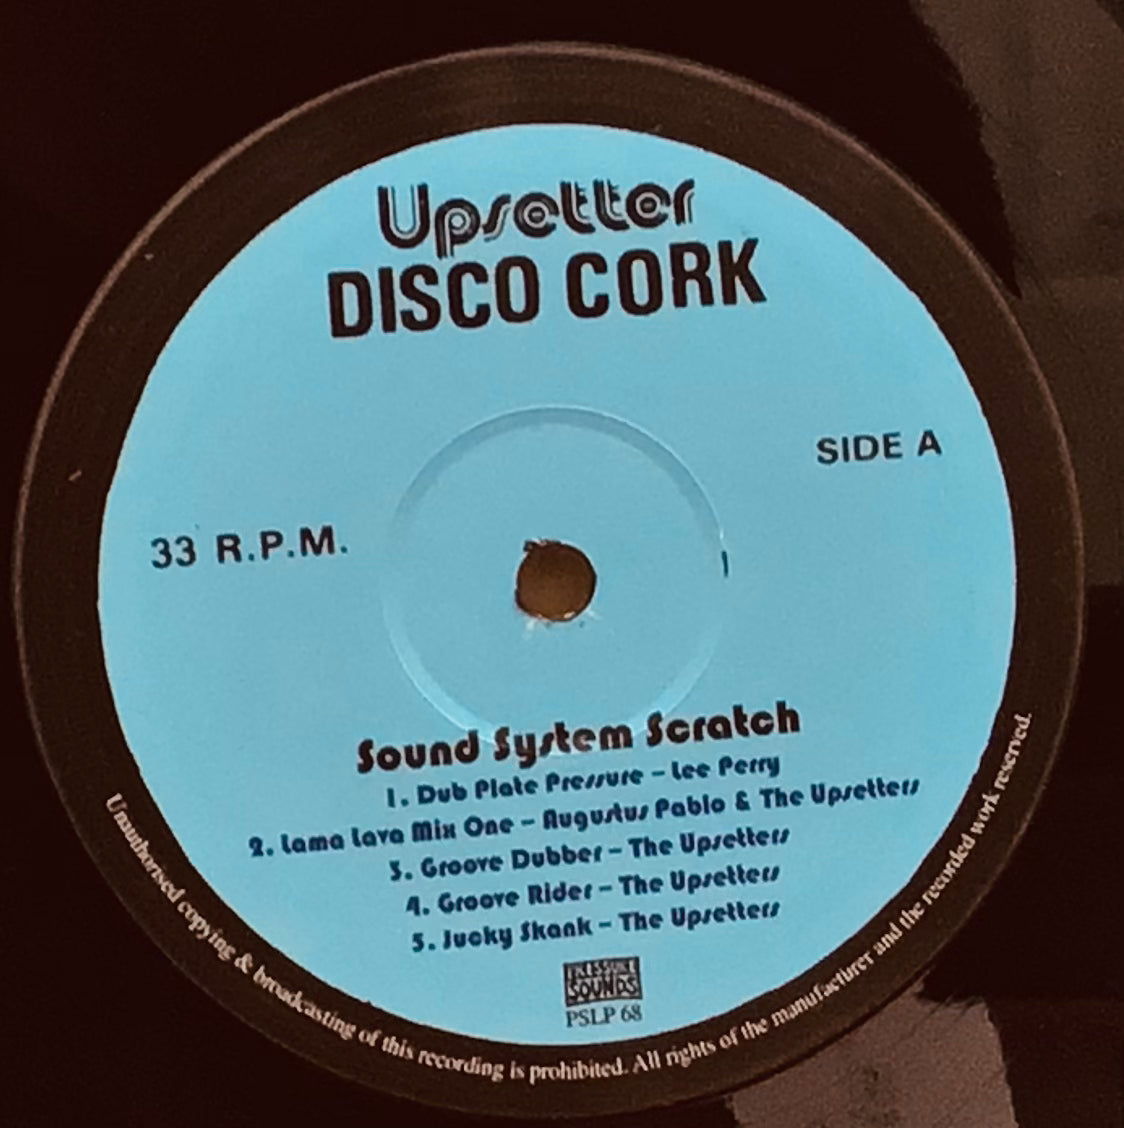 Upsetter
DISCO CORK
SIDE A
33 R.P.M.
Sound System Scratch
1. Dub Plate Pressure – Lee Perry
2. Lama Lava Mix One – Augustus Pablo & The Upsetters
3. Groove Dubber – The Upsetters
4. Groove Rider – The Upsetters
5. Jucky Skank – The Upsetters
PRESSURE
SOUNDS
PSLP 68
Unauthorised copying & broadcasting of this recording is prohibited. All rights of the manufacturer and the recorded work reserved.